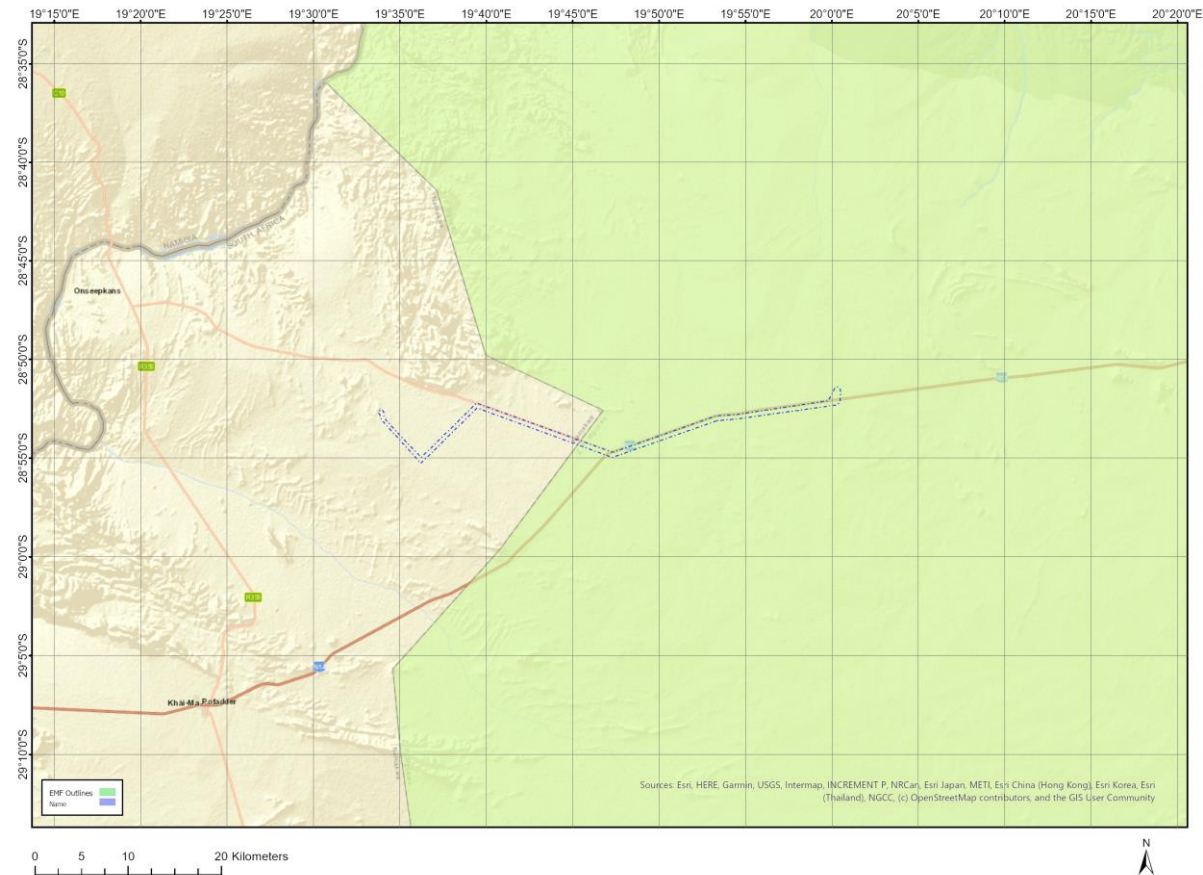 19°15'0"E 19°20'0"E 19°25'0"E 19°30'0"E 19°35'0"E 19°40'0"E 19°45'0"E 19°50'0"E 19°55'0"E 20°0'0"E 20°5'0"E 20°10'0"E 20°15'0"E 20°20'0"E
28°35'0"S
28°40'0"S
NAMIBIA
SOUTH AFRICA
28°45'0"S
Onseepkans
28°50'0"S
28°55'0"S
29°0'0"S
29°5'0"S
Khai-Ma Pofadder
29°10'0"S
EMF Outlines
Name
Sources: Esri, HERE, Garmin, USGS, Intermap, INCREMENT P, NRCan, Esri Japan, METI, Esri China (Hong Kong), Esri Korea, Esri
(Thailand), NGCC, (c) OpenStreetMap contributors, and the GIS User Community
0 5 10 20 Kilometers
N